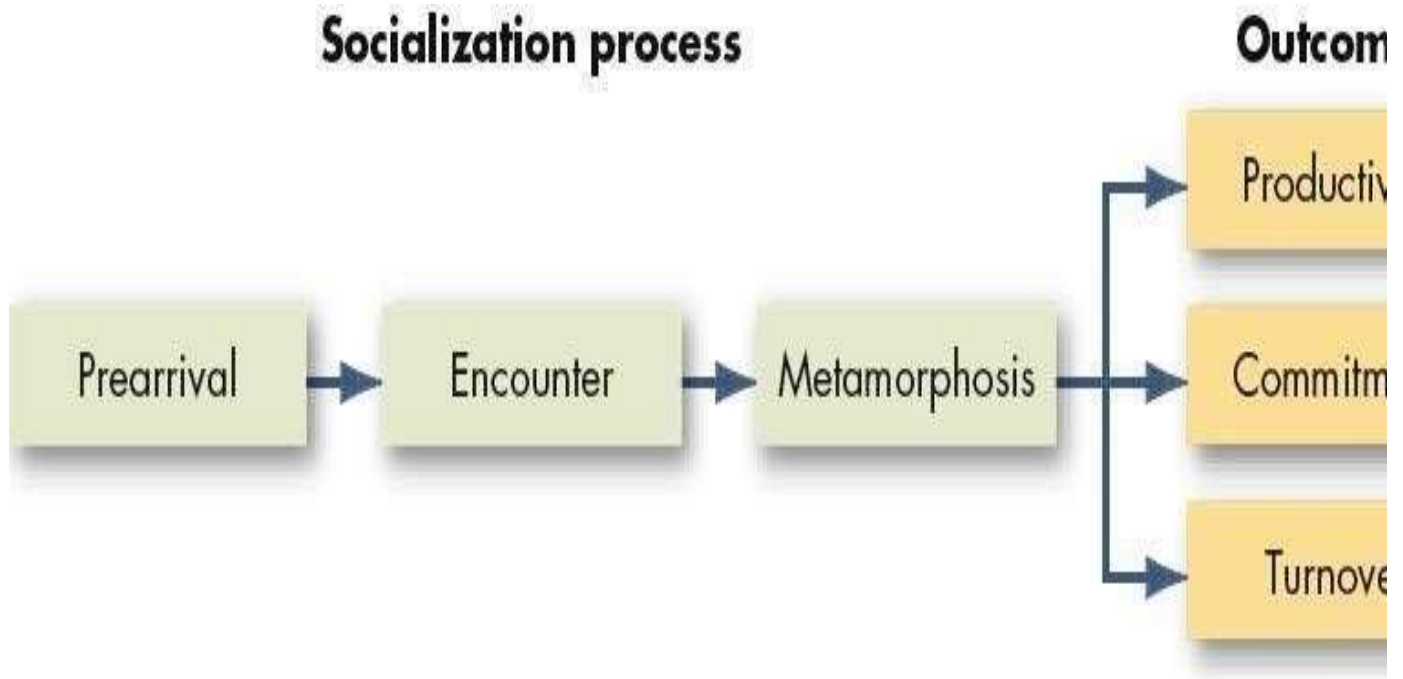 Socialization process
Outcom
Productiv
Prearrival
Encounter
Metamorphosis
Commitm
Turnove